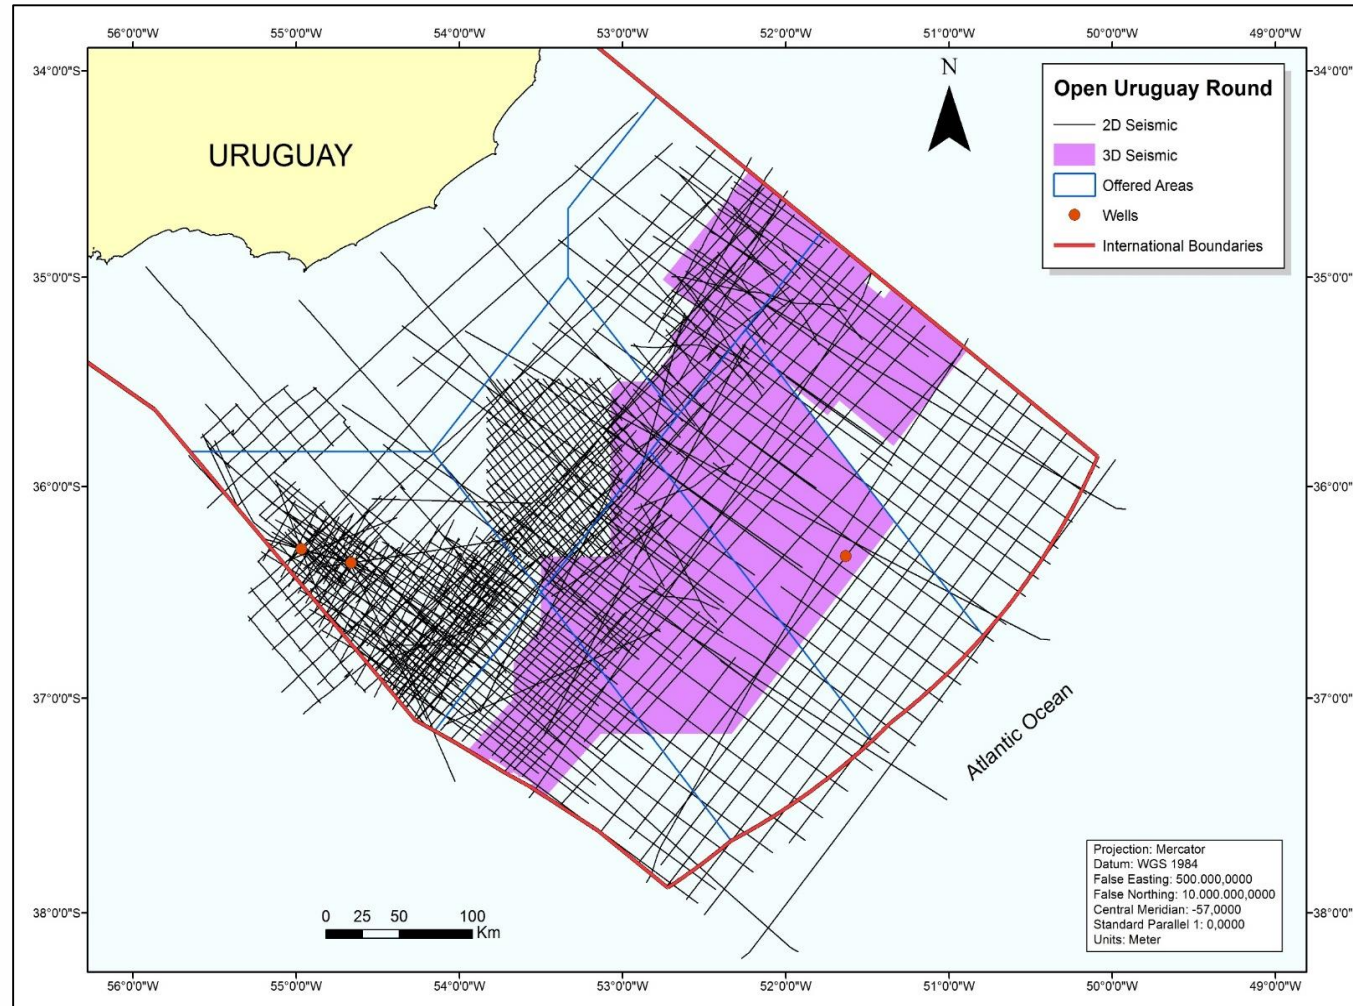 56°0'0"W 55°0'0"W 54°0'0"W 53°0'0"W 52°0'0"W 51°0'0"W 50°0'0"W 49°0'0"W
34°0'0"S
34°0'0"
N
Open Uruguay Round
2D Seismic
3D Seismic
Offered Areas
Wells
International Boundaries
URUGUAY
35°0'0"S
35°0'0"
36°0'0"S
36°0'0"
37°0'0"S
37°0'0"
Atlantic Ocean
Projection: Mercator
Datum: WGS 1984
False Easting: 500.000,0000
False Northing: 10.000.000,0000
Central Meridian: -57,0000
Standard Parallel 1: 0,0000
Units: Meter
38°0'0"S
38°0'0"
0 25 50 100
Km
56°0'0"W 55°0'0"W 54°0'0"W 53°0'0"W 52°0'0"W 51°0'0"W 50°0'0"W 49°0'0"W